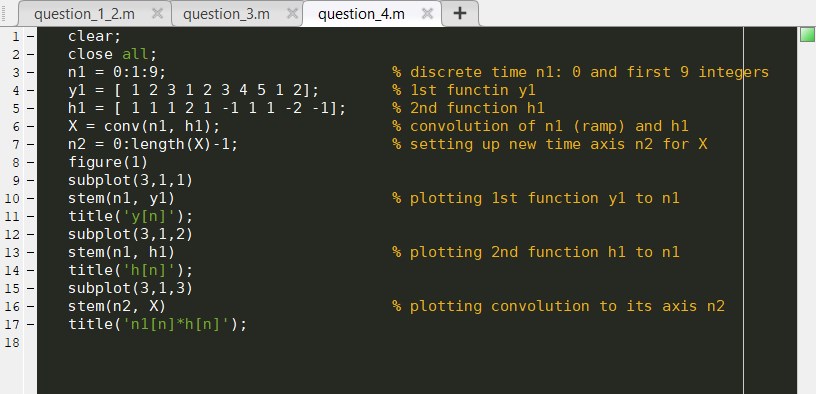 question_1_2.m question_3.m question_4.m +
1 clear;
2 close all;
3 n1 = 0:1:9; % discrete time n1: 0 and first 9 integers
4 y1 = [ 1 2 3 1 2 3 4 5 1 2]; % 1st functin y1
5 h1 = [ 1 1 1 2 1 -1 1 1 -2 -1]; % 2nd function h1
6 X = conv(n1, h1); % convolution of n1 (ramp) and h1
7 n2 = 0:length(X)-1; % setting up new time axis n2 for X
8 figure(1)
9 subplot(3,1,1)
10 stem(n1, y1) % plotting 1st function y1 to n1
11 title('y[n]');
12 subplot(3,1,2)
13 stem(n1, h1) % plotting 2nd function h1 to n1
14 title('h[n]');
15 subplot(3,1,3)
16 stem(n2, X) % plotting convolution to its axis n2
17 title('n1[n]*h[n]');
18